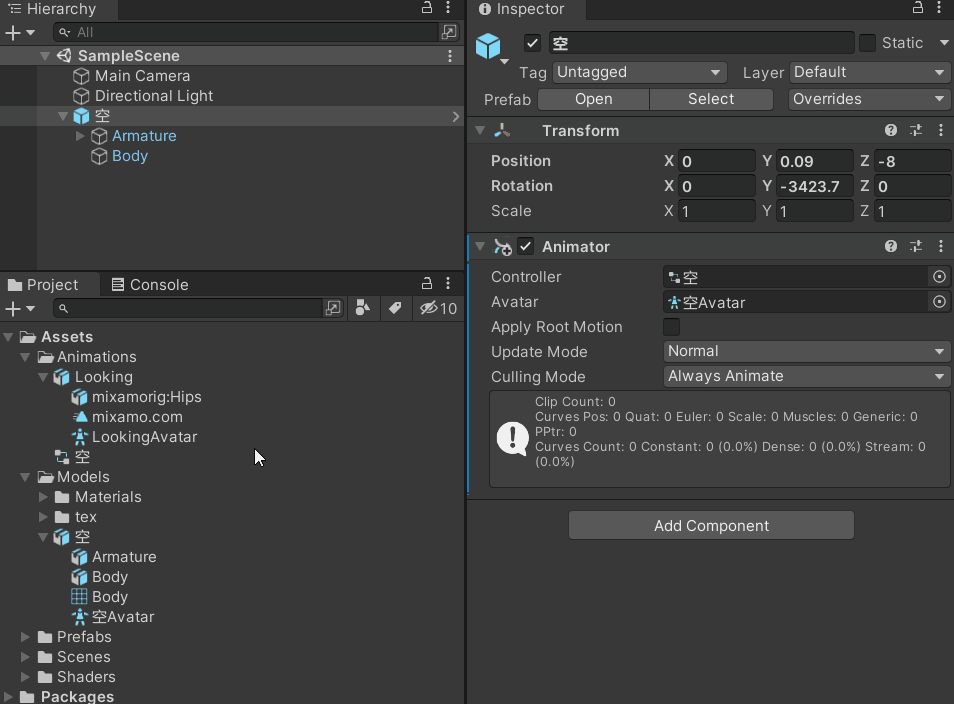 Hierarchy
All
SampleScene
Main Camera
Directional Light
空
Armature
Body
Project
Console
10
Assets
Animations
Looking
mixamorig:Hips
mixamo.com
LookingAvatar
空
Models
Materials
tex
空
Armature
Body
Body
空Avatar
Prefabs
Scenes
Shaders
Packages
Inspector
空 Static
Tag Untagged Layer Default
Prefab Open Select Overrides
Transform
Position X 0 Y 0.09 Z -8
Rotation X 0 Y -3423.7 Z 0
Scale X 1 Y 1 Z 1
Animator
Controller 空
Avatar 空Avatar
Apply Root Motion
Update Mode Normal
Culling Mode Always Animate
Clip Count: 0
Curves Pos: 0 Quat: 0 Euler: 0 Scale: 0 Muscles: 0 Generic: 0
PPtr: 0
Curves Count: 0 Constant: 0 (0.0%) Dense: 0 (0.0%) Stream: 0
(0.0%)
Add Component